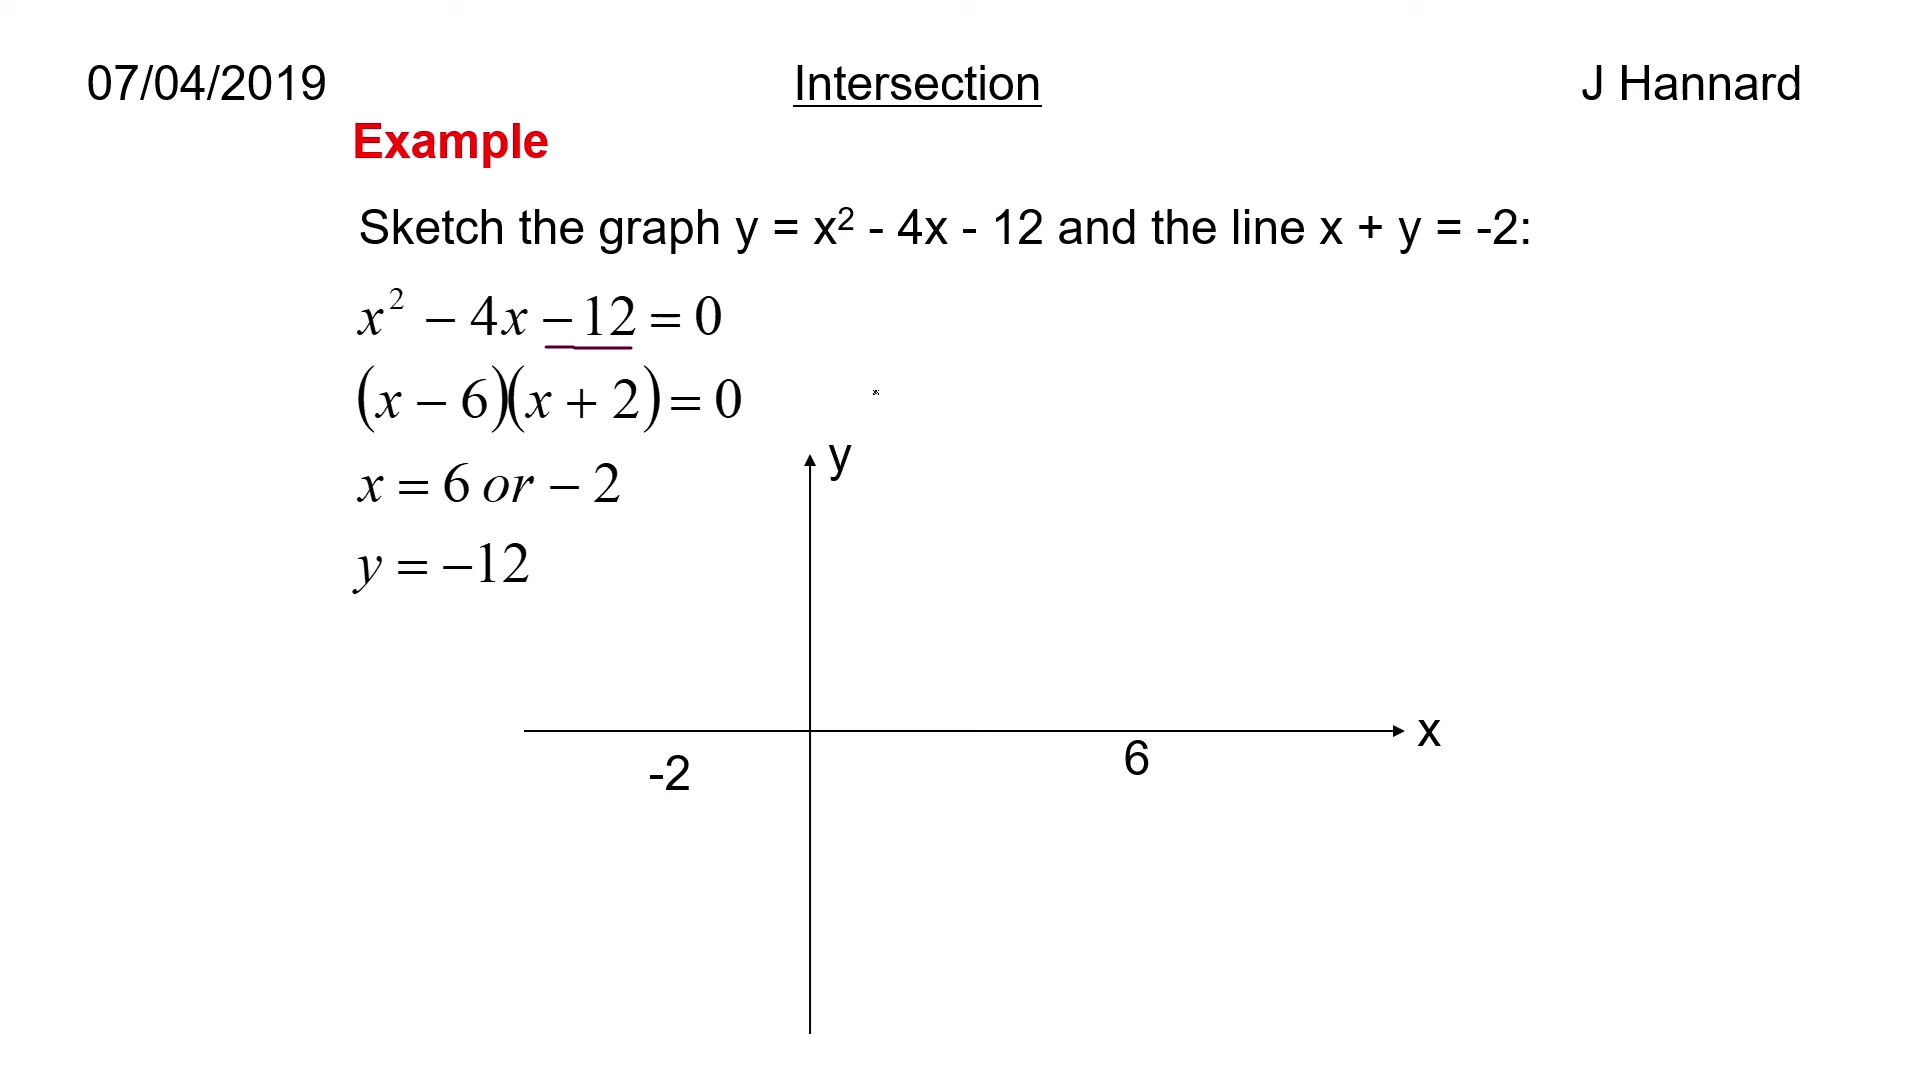 07/04/2019 Intersection J Hannard
Example
Sketch the graph y = x² - 4x - 12 and the line x + y = -2:
x² − 4x − 12 = 0
(x − 6)(x + 2) = 0
x = 6 or − 2
y = −12
y
x
-2
6